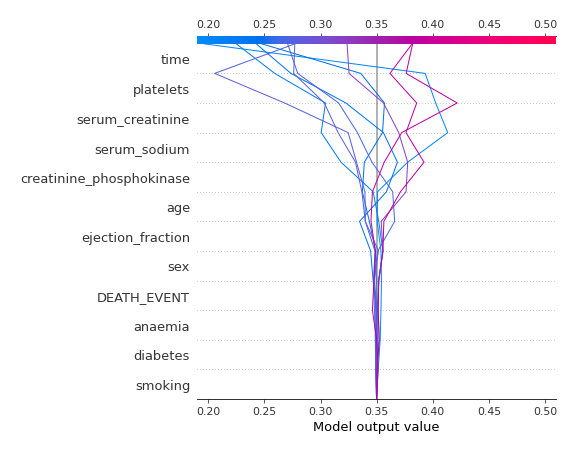 0.20 0.25 0.30 0.35 0.40 0.45 0.50
time
platelets
serum_creatinine
serum_sodium
creatinine_phosphokinase
age
ejection_fraction
sex
DEATH_EVENT
anaemia
diabetes
smoking
0.20 0.25 0.30 0.35 0.40 0.45 0.50
Model output value